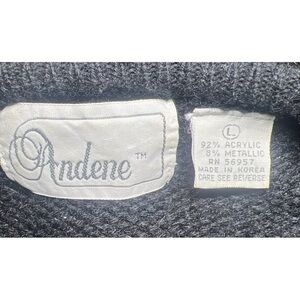 Andene™
L
92% ACRYLIC
8% METALLIC
RN 56957
MADE IN KOREA
CARE SEE REVERSE